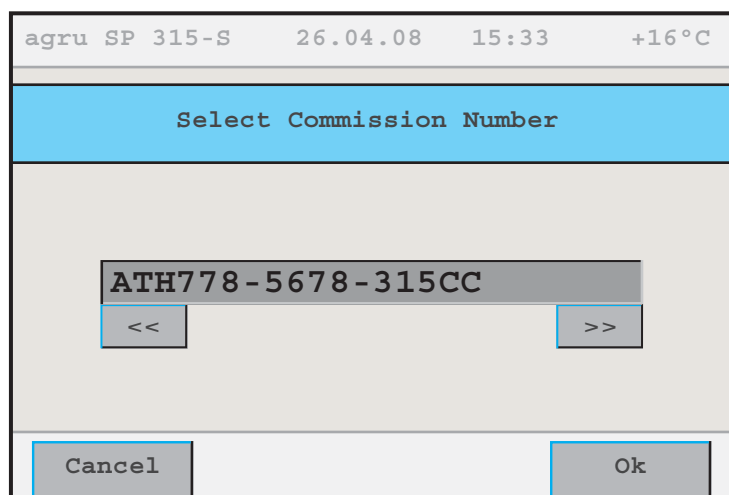 agru SP 315-S 26.04.08 15:33 +16°C
Select Commission Number
ATH778-5678-315CC
<< >>
Cancel Ok